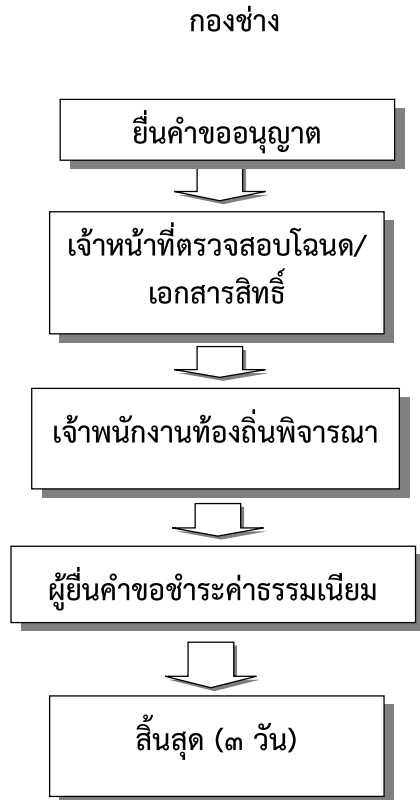 กองช่าง
ยื่นคำขออนุญาต
เจ้าหน้าที่ตรวจสอบโฉนด/
เอกสารสิทธิ์
เจ้าพนักงานท้องถิ่นพิจารณา
ผู้ยื่นคำขอชำระค่าธรรมเนียม
สิ้นสุด (๓ วัน)